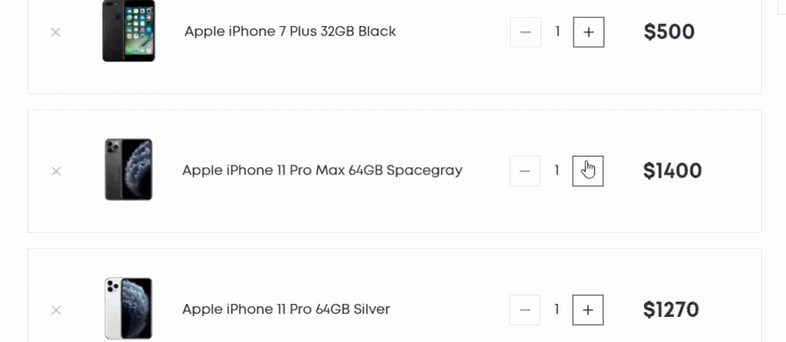 × Apple iPhone 7 Plus 32GB Black − 1 + $500
× Apple iPhone 11 Pro Max 64GB Spacegray − 1 $1400
× Apple iPhone 11 Pro 64GB Silver − 1 + $1270